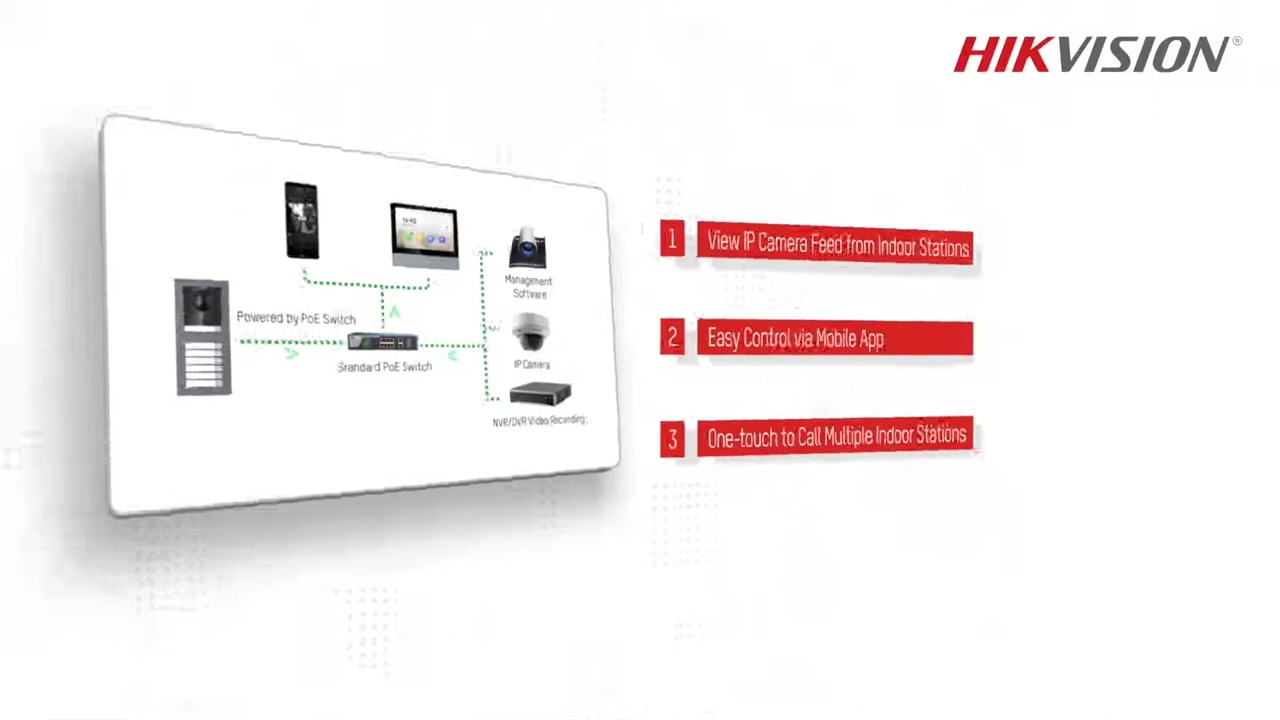 HIKVISION®
Management
Software
Powered by PoE Switch
Srandard PoE Switch
IP Camera
NVR/DVR Video Recording
1 View IP Camera Feed from Indoor Stations
2 Easy Control via Mobile App
3 One-touch to Call Multiple Indoor Stations